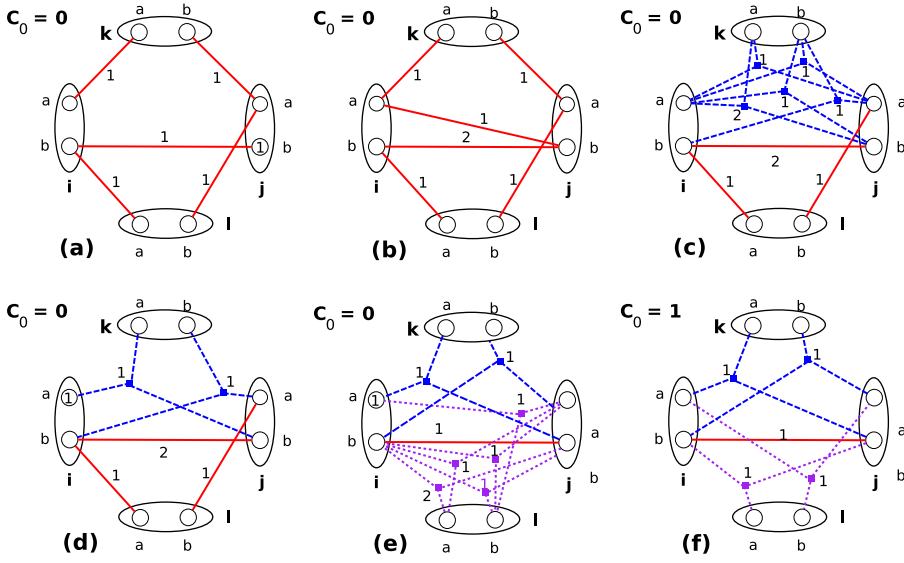 C0 = 0
a b
k
1 1
a a
1
b 1 b
i j
1 1
l
(a)
a b
C0 = 0
a b
k
1 1
a a
1
2
b b
i j
1 1
l
(b)
a b
C0 = 0
a b
k
1 1
a a
2 1 1
b b
2
i j
1 1
l
(c)
a b
C0 = 0
a b
k
1 1
a 1 a
b b
2
i j
1 1
l
(d)
a b
C0 = 0
a b
k
1 1
a 1 1
1 a
b
1 1
i j b
2 1
l
(e)
a b
C0 = 1
a b
k
1 1
a
1 a
b
i j b
1 1
l
(f)
a b